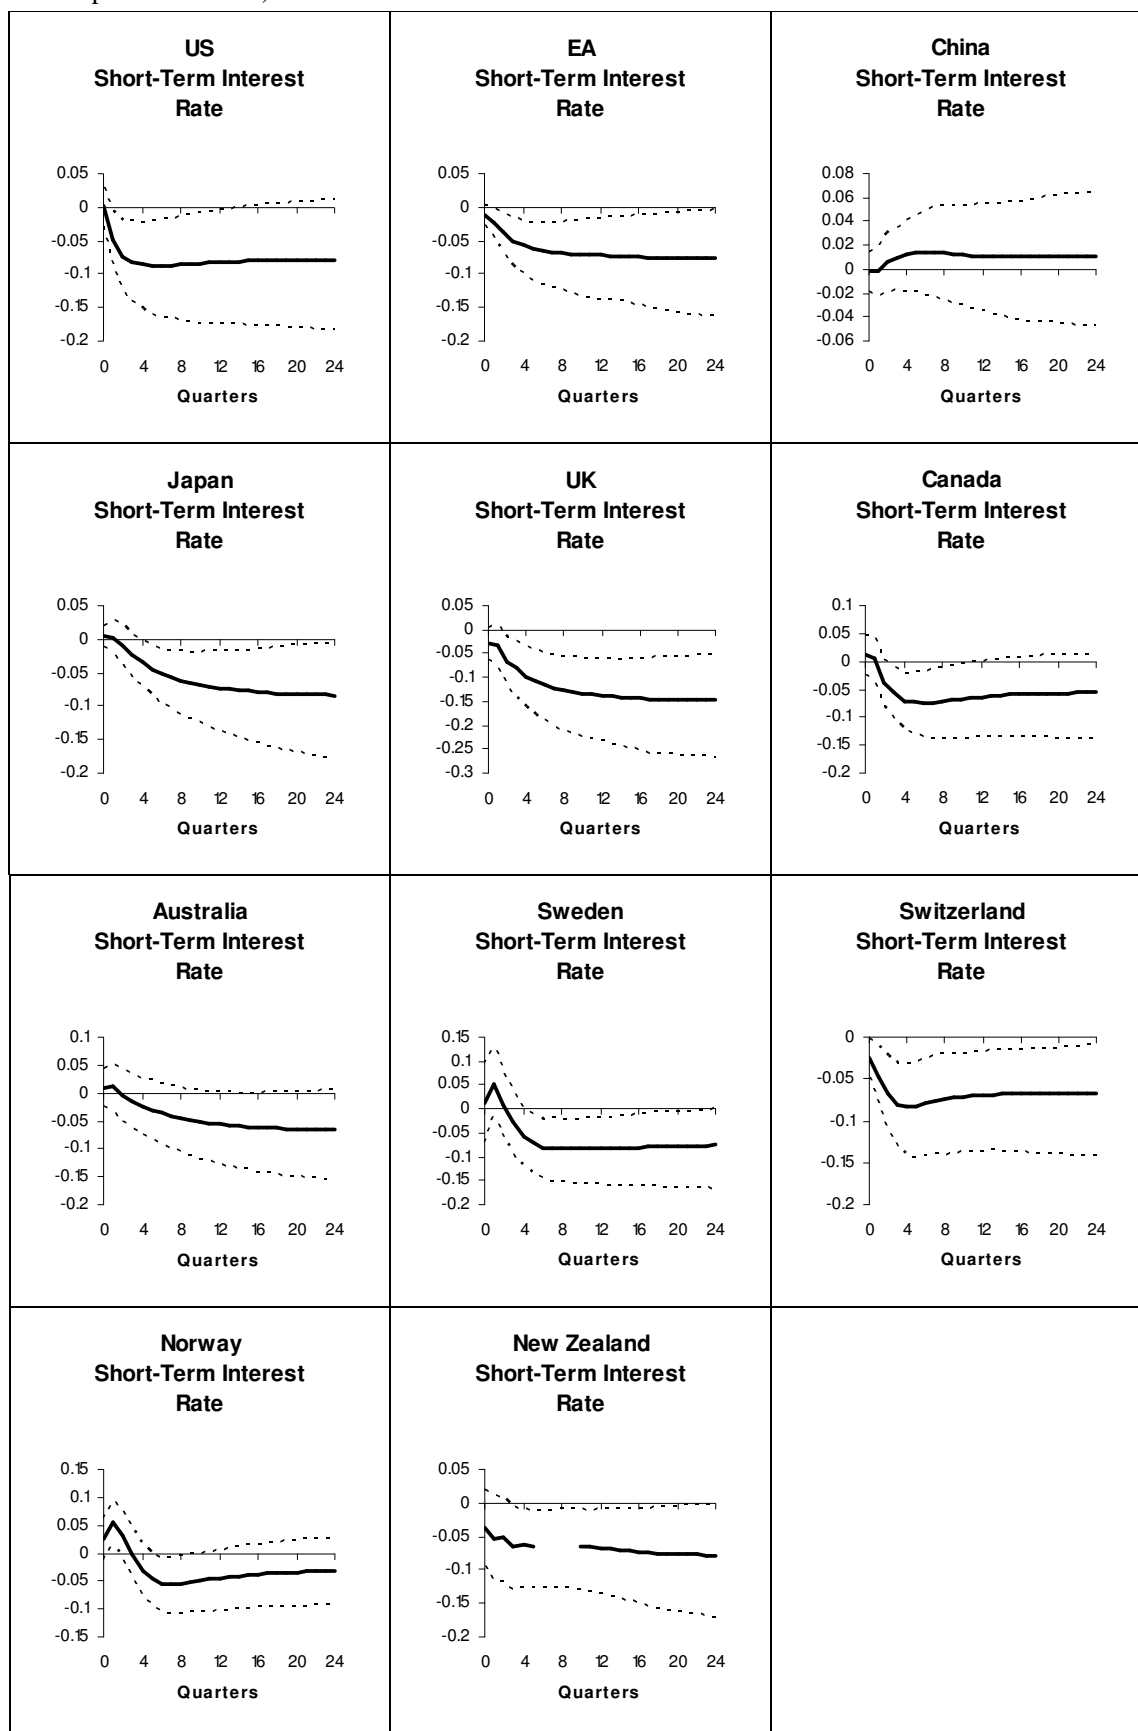 US
Short-Term Interest
Rate
0.05
0
-0.05
-0.1
-0.15
-0.2
0 4 8 12 16 20 24
Quarters
EA
Short-Term Interest
Rate
0.05
0
-0.05
-0.1
-0.15
-0.2
0 4 8 12 16 20 24
Quarters
China
Short-Term Interest
Rate
0.08
0.06
0.04
0.02
0
-0.02
-0.04
-0.06
0 4 8 12 16 20 24
Quarters
Japan
Short-Term Interest
Rate
0.05
0
-0.05
-0.1
-0.15
-0.2
0 4 8 12 16 20 24
Quarters
UK
Short-Term Interest
Rate
0.05
0
-0.05
-0.1
-0.15
-0.2
-0.25
-0.3
0 4 8 12 16 20 24
Quarters
Canada
Short-Term Interest
Rate
0.1
0.05
0
-0.05
-0.1
-0.15
-0.2
0 4 8 12 16 20 24
Quarters
Australia
Short-Term Interest
Rate
0.1
0.05
0
-0.05
-0.1
-0.15
-0.2
0 4 8 12 16 20 24
Quarters
Sweden
Short-Term Interest
Rate
0.15
0.1
0.05
0
-0.05
-0.1
-0.15
-0.2
0 4 8 12 16 20 24
Quarters
Switzerland
Short-Term Interest
Rate
0
-0.05
-0.1
-0.15
-0.2
0 4 8 12 16 20 24
Quarters
Norway
Short-Term Interest
Rate
0.15
0.1
0.05
0
-0.05
-0.1
-0.15
0 4 8 12 16 20 24
Quarters
New Zealand
Short-Term Interest
Rate
0.05
0
-0.05
-0.1
-0.15
-0.2
0 4 8 12 16 20 24
Quarters